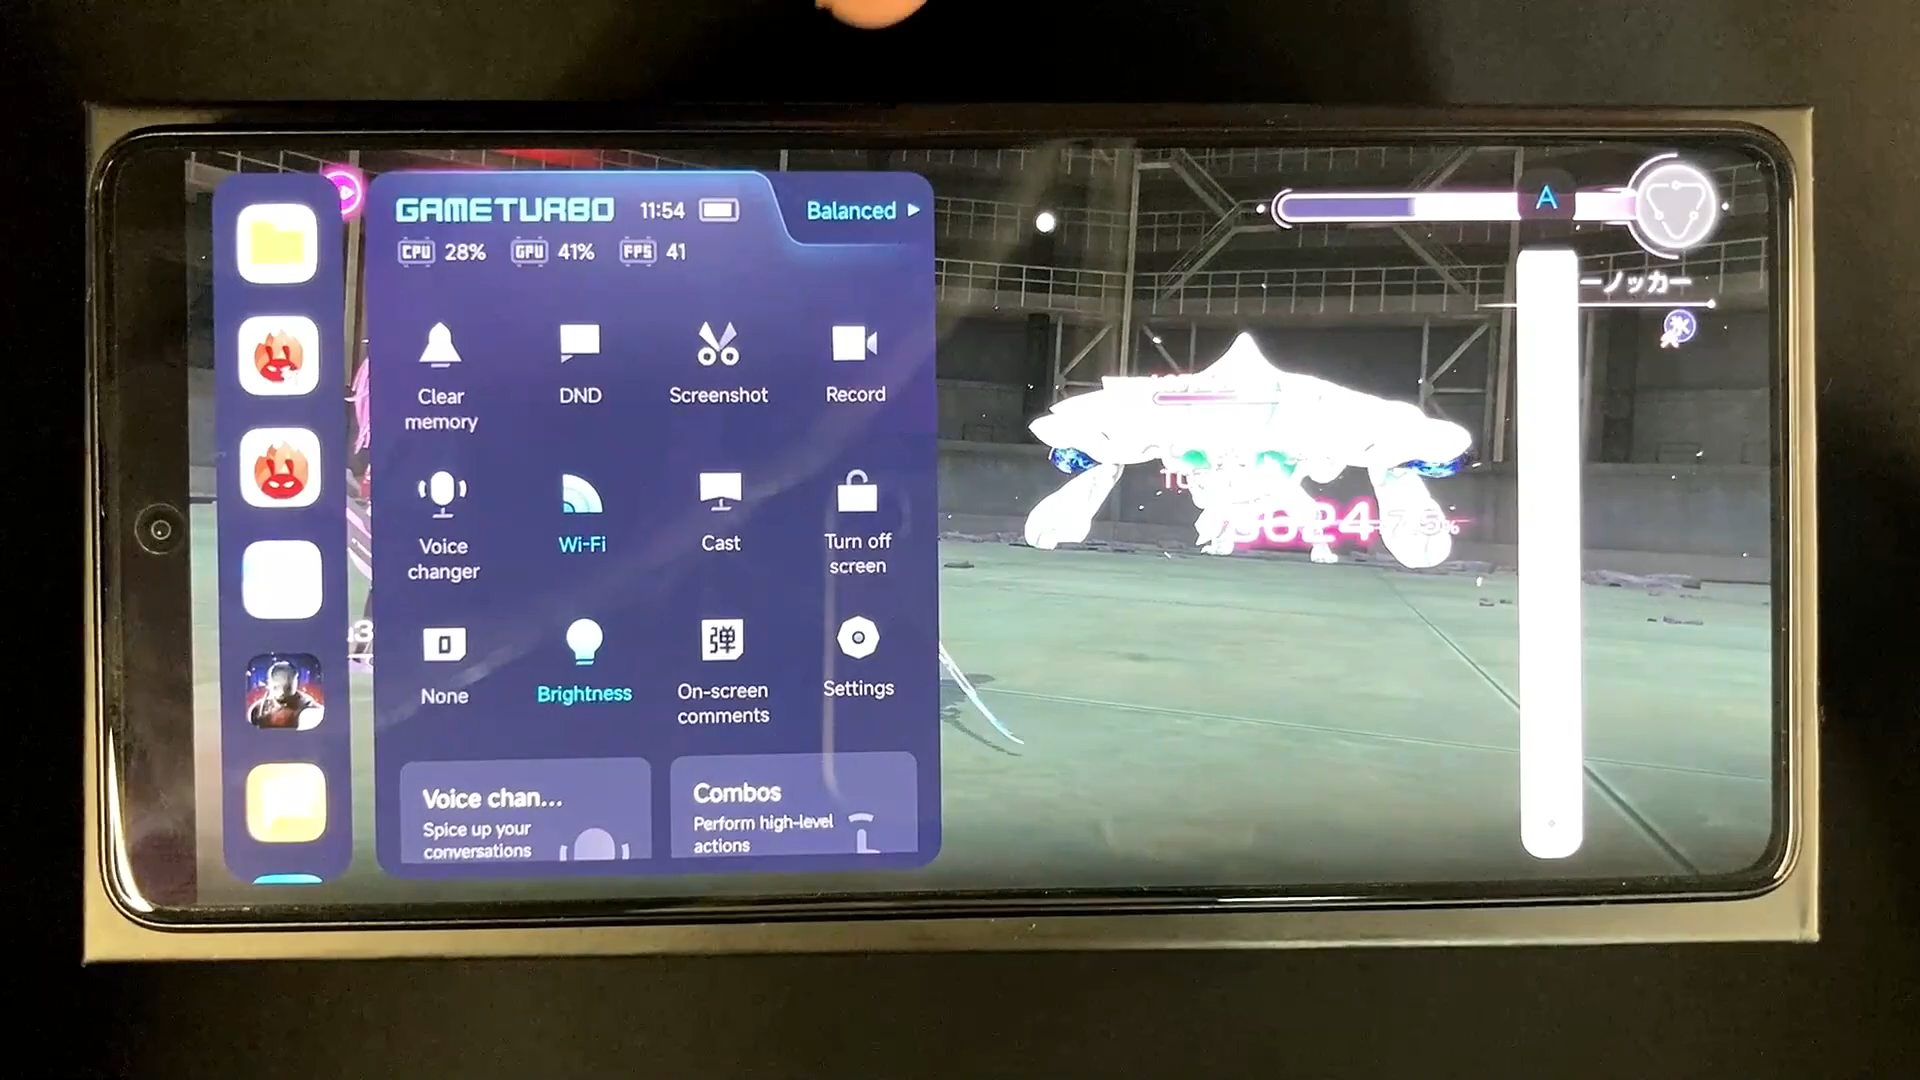 GAMETURBO 11:54 Balanced
CPU 28% GPU 41% FPS 41
Clear
memory
DND
Screenshot
Record
Voice
changer
Wi-Fi
Cast
Turn off
screen
None
Brightness
弾
On-screen
comments
Settings
Voice chan...
Spice up your
conversations
Combos
Perform high-level
actions
A
ーノッカー
氷